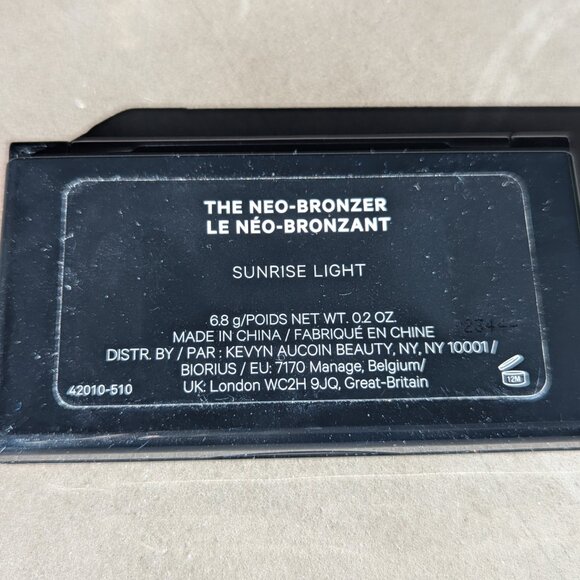 THE NEO-BRONZER
LE NÉO-BRONZANT
SUNRISE LIGHT
6.8 g/POIDS NET WT. 0.2 OZ.
MADE IN CHINA / FABRIQUÉ EN CHINE
DISTR. BY / PAR : KEVYN AUCOIN BEAUTY, NY, NY 10001 /
BIORIUS / EU: 7170 Manage, Belgium/
UK: London WC2H 9JQ, Great-Britain
42010-510
12M